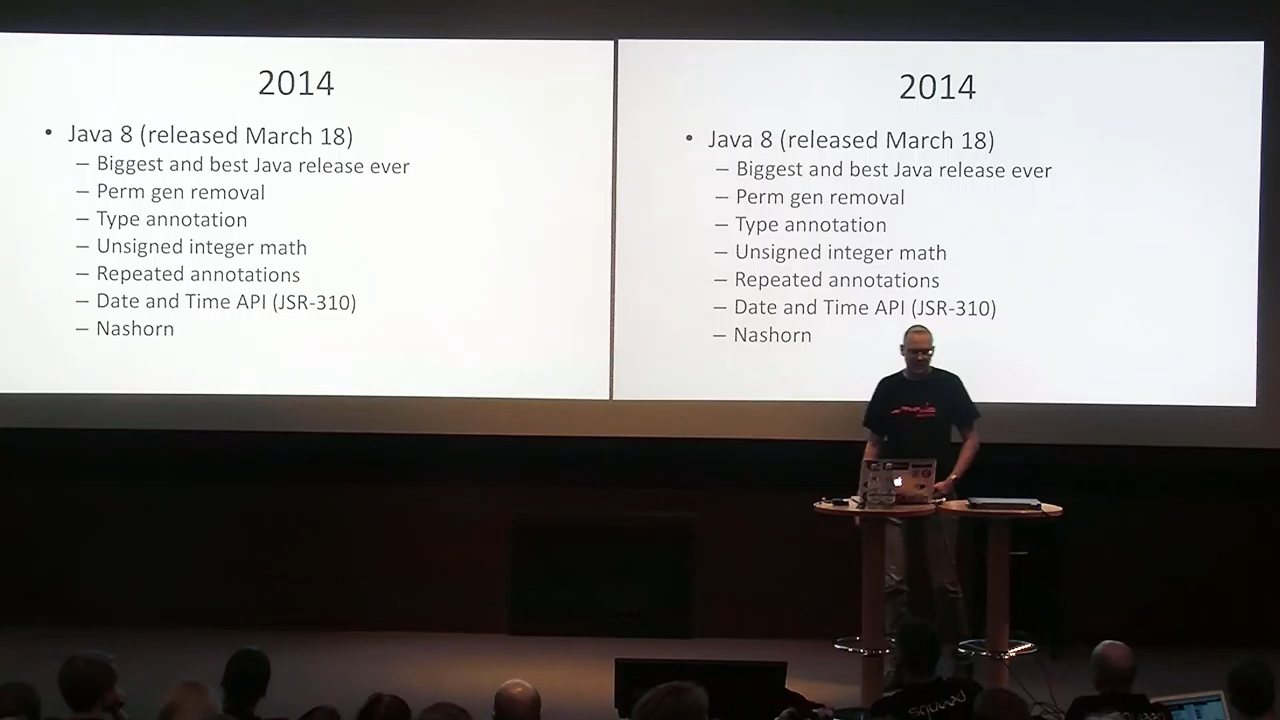 2014
• Java 8 (released March 18)
– Biggest and best Java release ever
– Perm gen removal
– Type annotation
– Unsigned integer math
– Repeated annotations
– Date and Time API (JSR-310)
– Nashorn
2014
• Java 8 (released March 18)
– Biggest and best Java release ever
– Perm gen removal
– Type annotation
– Unsigned integer math
– Repeated annotations
– Date and Time API (JSR-310)
– Nashorn